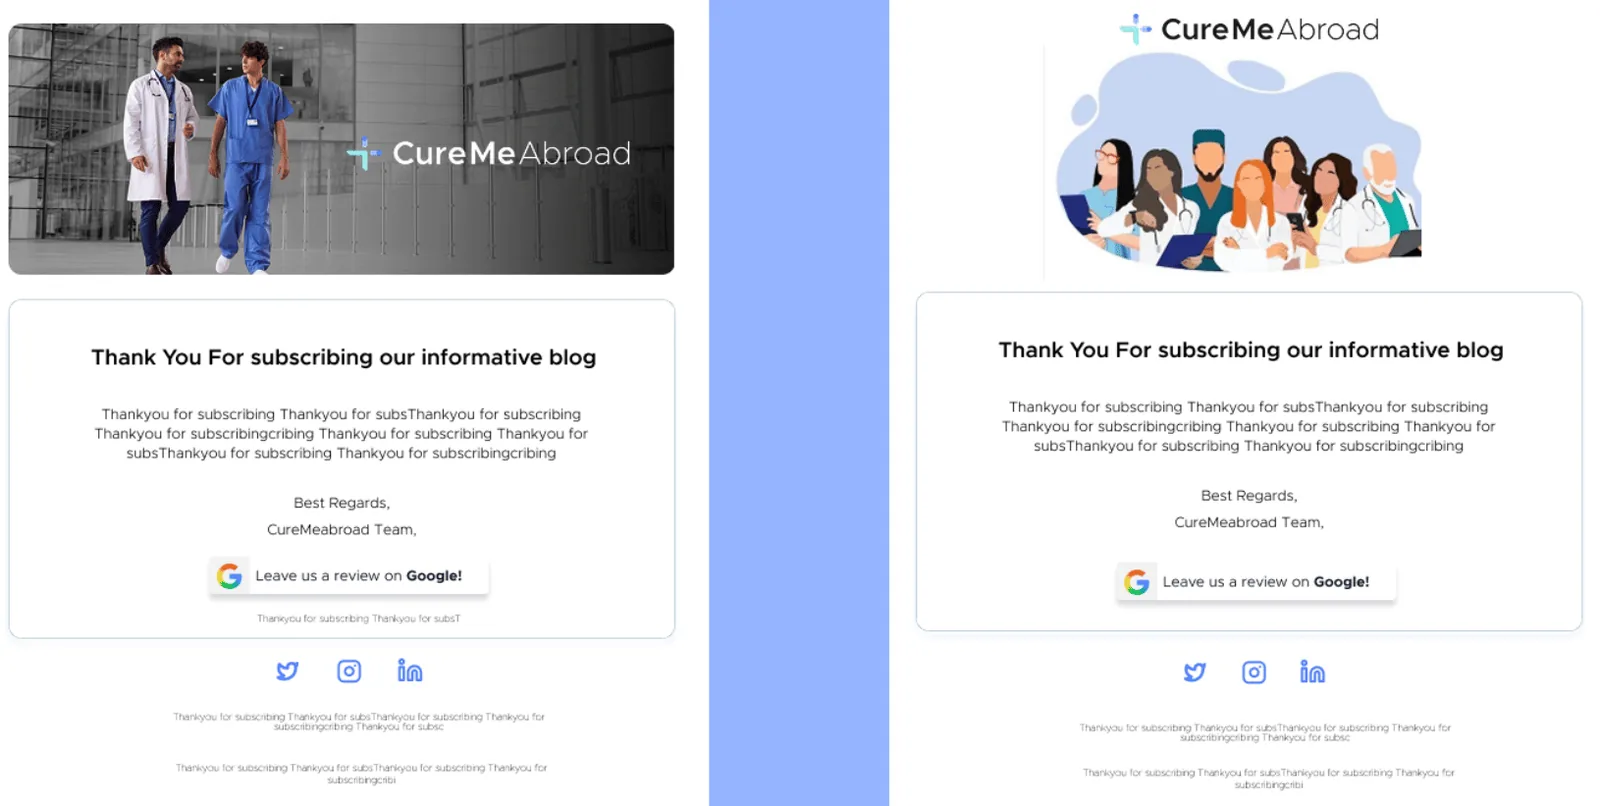 CureMeAbroad
Thank You For subscribing our informative blog
Thankyou for subscribing Thankyou for subsThankyou for subscribing
Thankyou for subscribingcribing Thankyou for subscribing Thankyou for
subsThankyou for subscribing Thankyou for subscribingcribing
Best Regards,
CureMeabroad Team,
Leave us a review on Google!
Thankyou for subscribing Thankyou for subsT
Thankyou for subscribing Thankyou for subsThankyou for subscribing Thankyou for
subscribingcribing Thankyou for subsc
Thankyou for subscribing Thankyou for subsThankyou for subscribing Thankyou for
subscribingcribi
CureMeAbroad
Thank You For subscribing our informative blog
Thankyou for subscribing Thankyou for subsThankyou for subscribing
Thankyou for subscribingcribing Thankyou for subscribing Thankyou for
subsThankyou for subscribing Thankyou for subscribingcribing
Best Regards,
CureMeabroad Team,
Leave us a review on Google!
Thankyou for subscribing Thankyou for subsThankyou for subscribing Thankyou for
subscribingcribing Thankyou for subsc
Thankyou for subscribing Thankyou for subsThankyou for subscribing Thankyou for
subscribingcribi